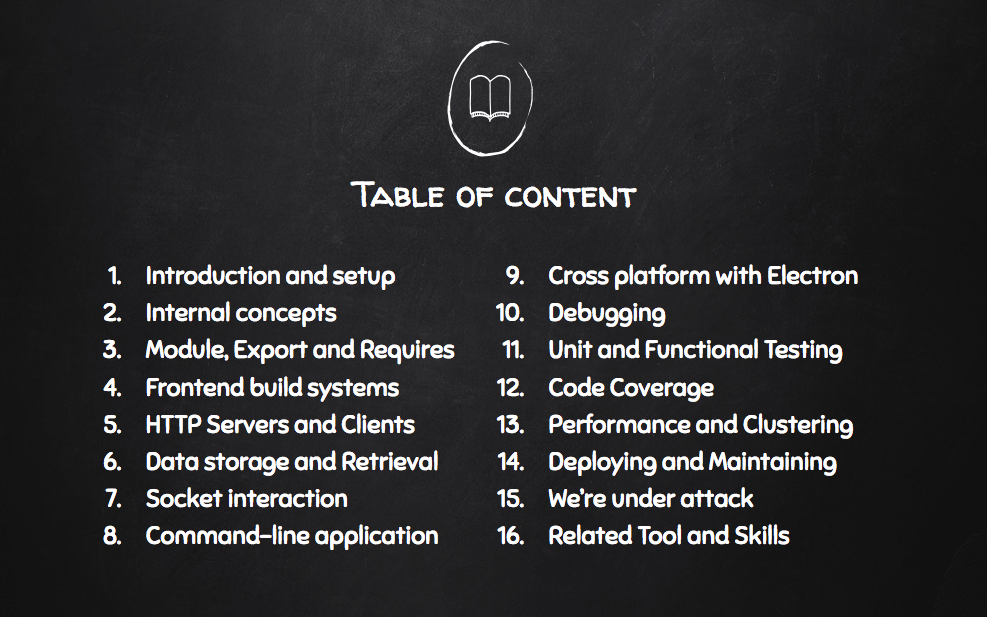 Table of content
1. Introduction and setup
2. Internal concepts
3. Module, Export and Requires
4. Frontend build systems
5. HTTP Servers and Clients
6. Data storage and Retrieval
7. Socket interaction
8. Command-line application
9. Cross platform with Electron
10. Debugging
11. Unit and Functional Testing
12. Code Coverage
13. Performance and Clustering
14. Deploying and Maintaining
15. We're under attack
16. Related Tool and Skills